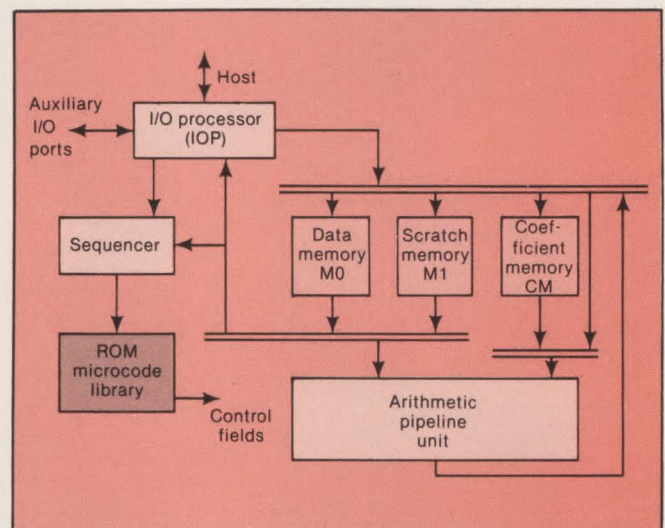 Host
Auxiliary
I/O
ports
I/O processor
(IOP)
Sequencer
Data
memory
M0
Scratch
memory
M1
Coef-
ficient
memory
CM
ROM
microcode
library
Control
fields
Arithmetic
pipeline
unit